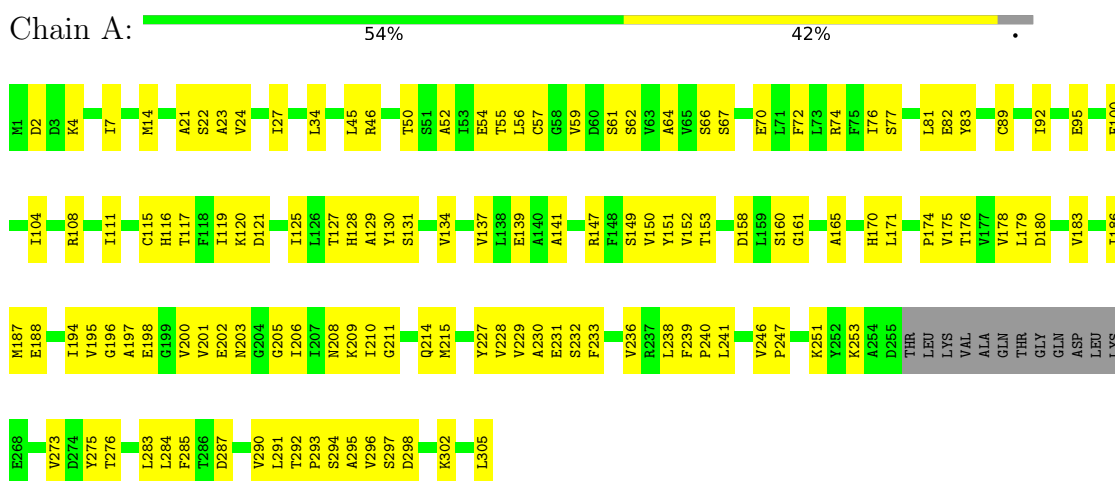 Chain A:
54% 42% •
M1 D2 D3 K4 I7 M14 A21 S22 A23 V24 I27 L34 L45 R46 T50 S51 A52 I53 E54 T55 L56 C57 G58 V59 D60 S61 S62 V63 A64 V65 S66 S67 E70 L71 F72 L73 R74 F75 I76 S77 L81 E82 Y83 C89 I92 E95 E100
I104 R108 I111 C115 H116 T117 F118 I119 K120 D121 I125 L126 T127 H128 A129 Y130 S131 V134 V137 L138 E139 A140 A141 R147 F148 S149 V150 Y151 V152 T153 D158 L159 S160 G161 A165 H170 L171 P174 V175 T176 V177 V178 L179 D180 V183 I186
M187 E188 I194 V195 G196 A197 E198 G199 V200 V201 E202 N203 G204 G205 I206 I207 N208 K209 I210 G211 Q214 M215 Y227 V228 V229 A230 E231 S232 F233 V236 R237 L238 F239 P240 L241 V246 P247 K251 Y252 K253 A254 D255 THR LEU LYS VAL ALA GLN THR GLY GLN ASP LEU LYS
E268 V273 D274 Y275 T276 L283 L284 F285 T286 D287 V290 L291 T292 P293 S294 A295 V296 S297 D298 K302 L305